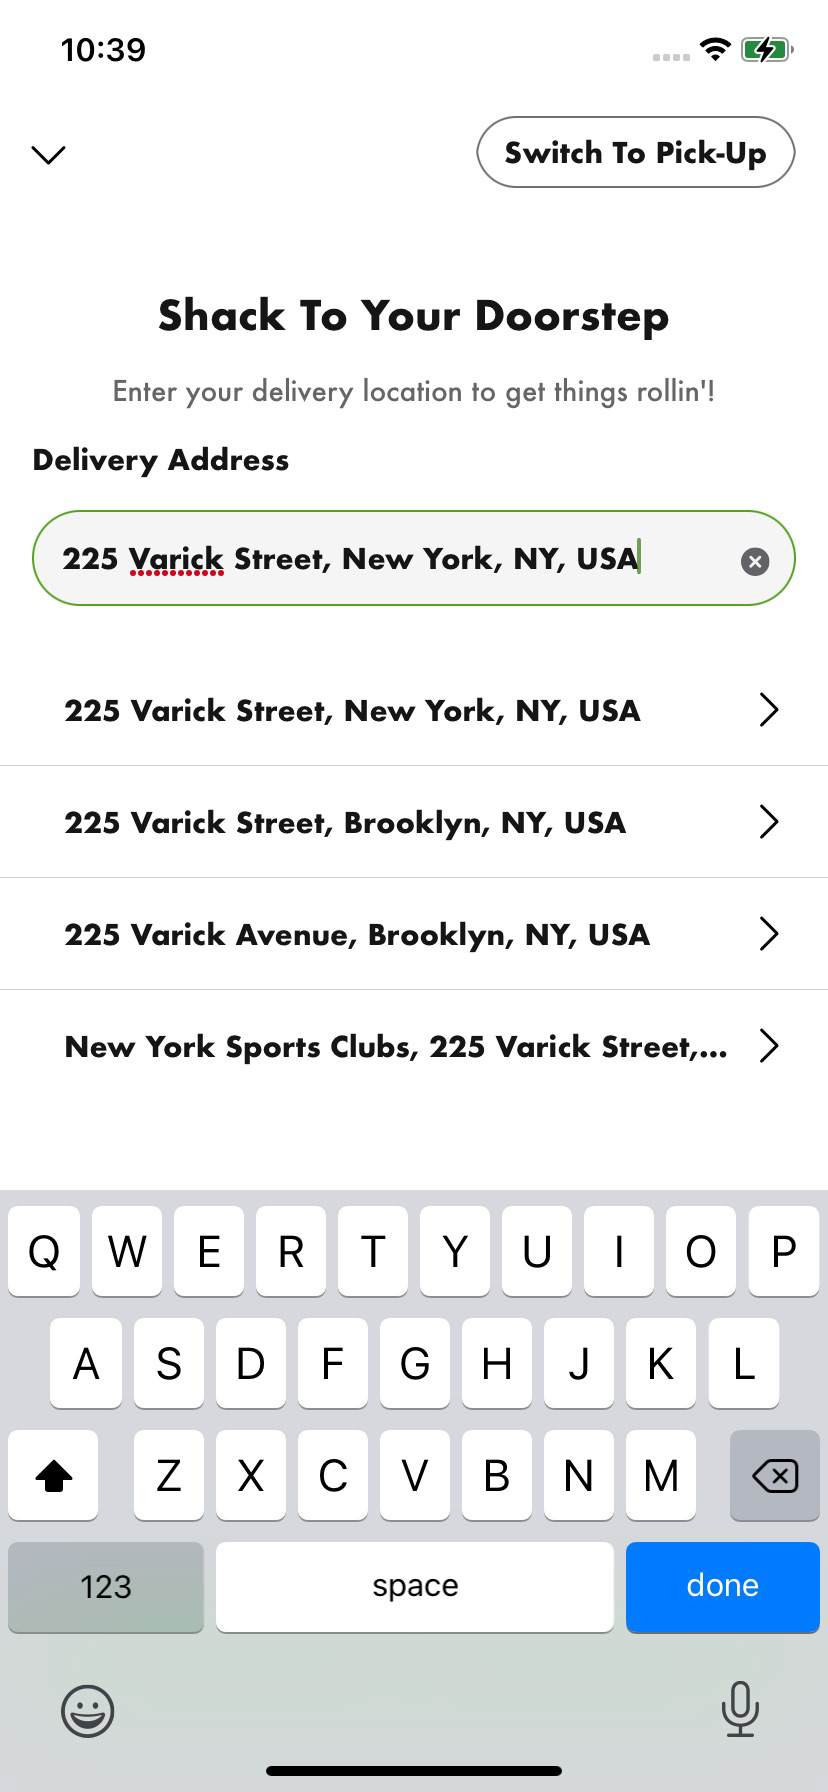 10:39
Switch To Pick-Up
Shack To Your Doorstep
Enter your delivery location to get things rollin'!
Delivery Address
225 Varick Street, New York, NY, USA
225 Varick Street, New York, NY, USA
225 Varick Street, Brooklyn, NY, USA
225 Varick Avenue, Brooklyn, NY, USA
New York Sports Clubs, 225 Varick Street,...
Q W E R T Y U I O P
A S D F G H J K L
Z X C V B N M
123 space done